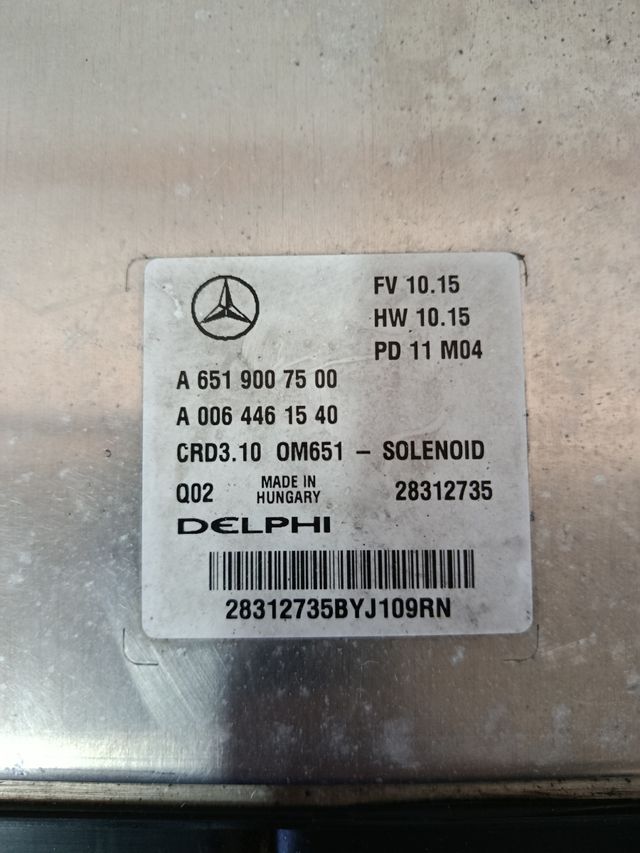 FV 10.15
HW 10.15
PD 11 M04
A 651 900 75 00
A 006 446 15 40
CRD3.10 OM651 – SOLENOID
Q02 MADE IN HUNGARY 28312735
DELPHI
28312735BYJ109RN